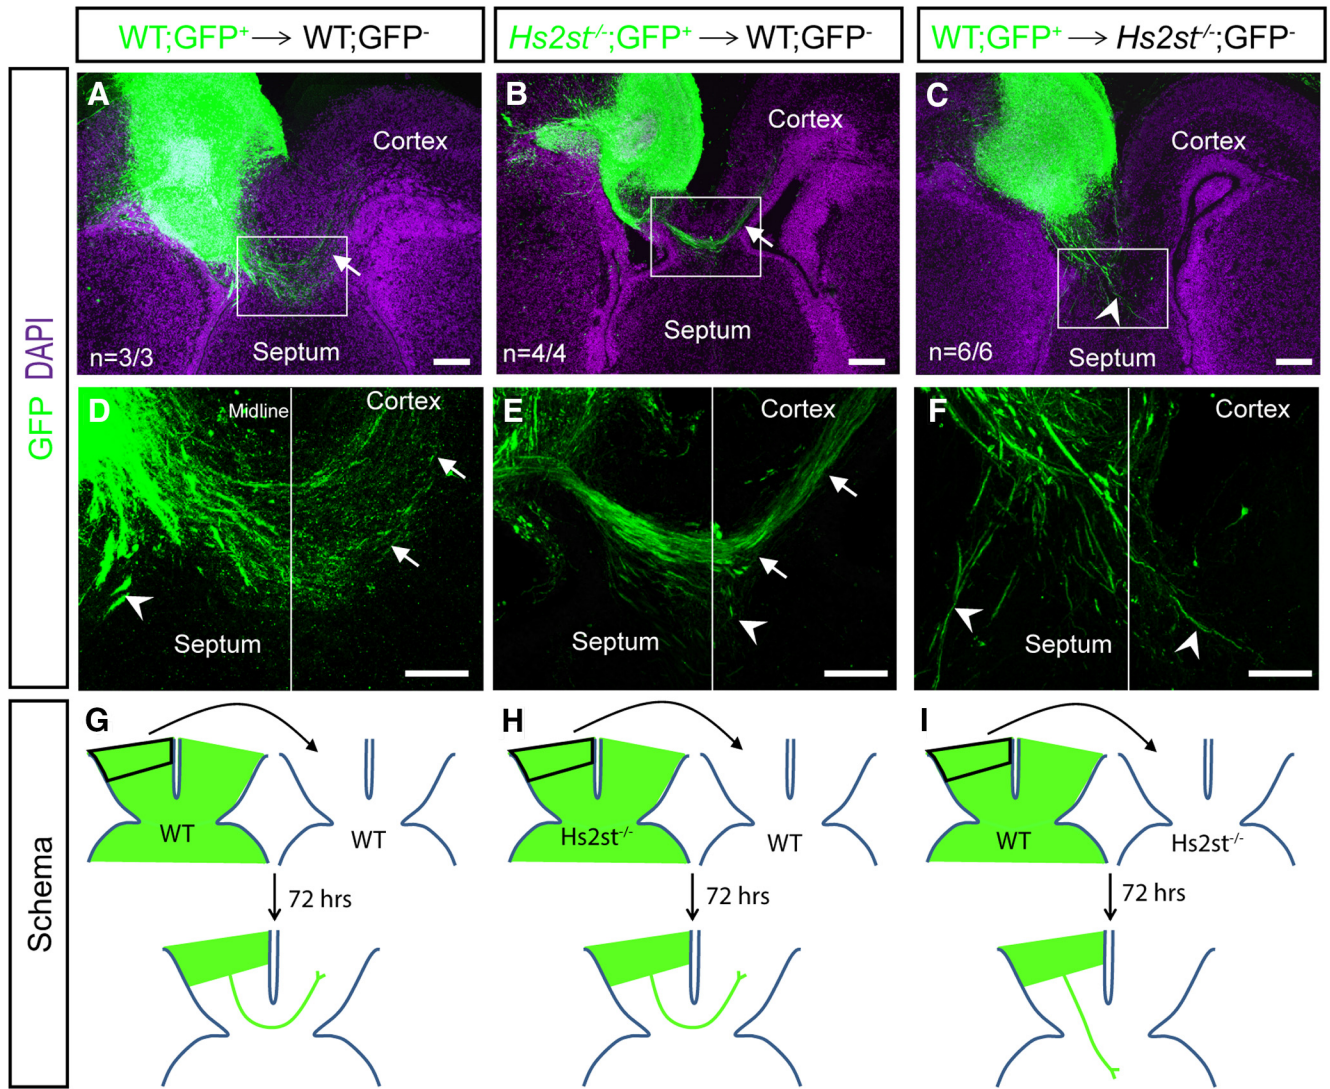 WT;GFP⁺ → WT;GFP⁻
Hs2st⁻/⁻;GFP⁺ → WT;GFP⁻
WT;GFP⁺ → Hs2st⁻/⁻;GFP⁻
GFP DAPI
A
Cortex
Septum
n=3/3
B
Cortex
Septum
n=4/4
C
Cortex
Septum
n=6/6
D
Midline
Cortex
Septum
E
Cortex
Septum
F
Cortex
Septum
Schema
G
WT
WT
72 hrs
H
Hs2st⁻/⁻
WT
72 hrs
I
WT
Hs2st⁻/⁻
72 hrs